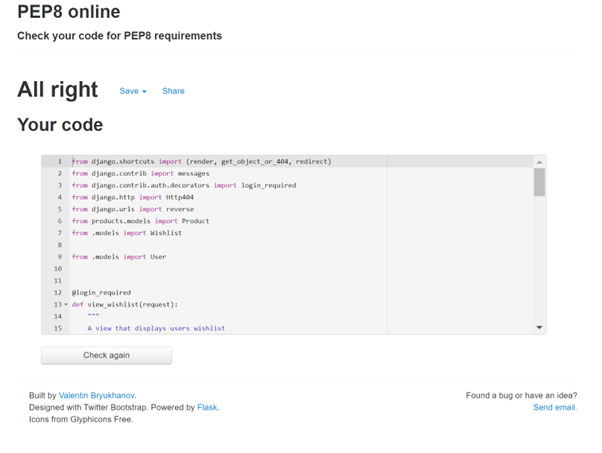 PEP8 online
Check your code for PEP8 requirements
All right Save Share
Your code
1 from django.shortcuts import (render, get_object_or_404, redirect)
2 from django.contrib import messages
3 from django.contrib.auth.decorators import login_required
4 from django.http import Http404
5 from django.urls import reverse
6 from products.models import Product
7 from .models import Wishlist
8
9 from .models import User
10
11
12 @login_required
13 def view_wishlist(request):
14 """
15 A view that displays users wishlist
Check again
Built by Valentin Bryukhanov.
Designed with Twitter Bootstrap. Powered by Flask.
Icons from Glyphicons Free.
Found a bug or have an idea?
Send email.